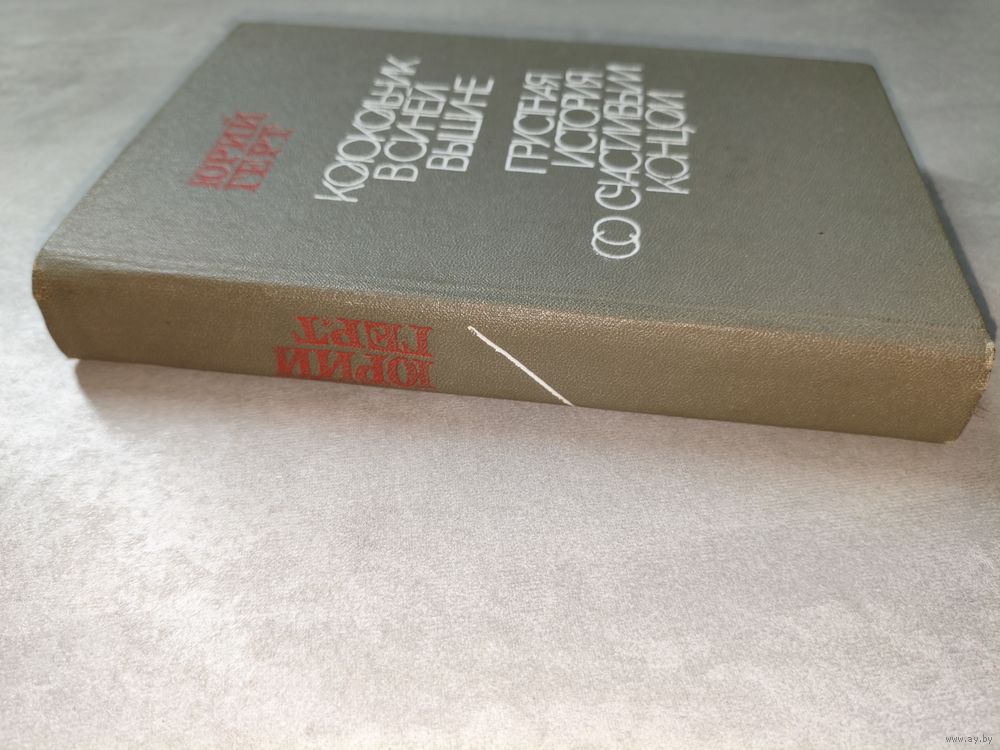 ЮРИЙ
ГЕРТ
КОЛОКОЛЬЧИК
В СИНЕЙ
ВЫШИНЕ
ГРУСТНАЯ
ИСТОРИЯ
СО СЧАСТЛИВЫМ
КОНЦОМ
ЮРИЙ
ГЕРТ
www.ay.by